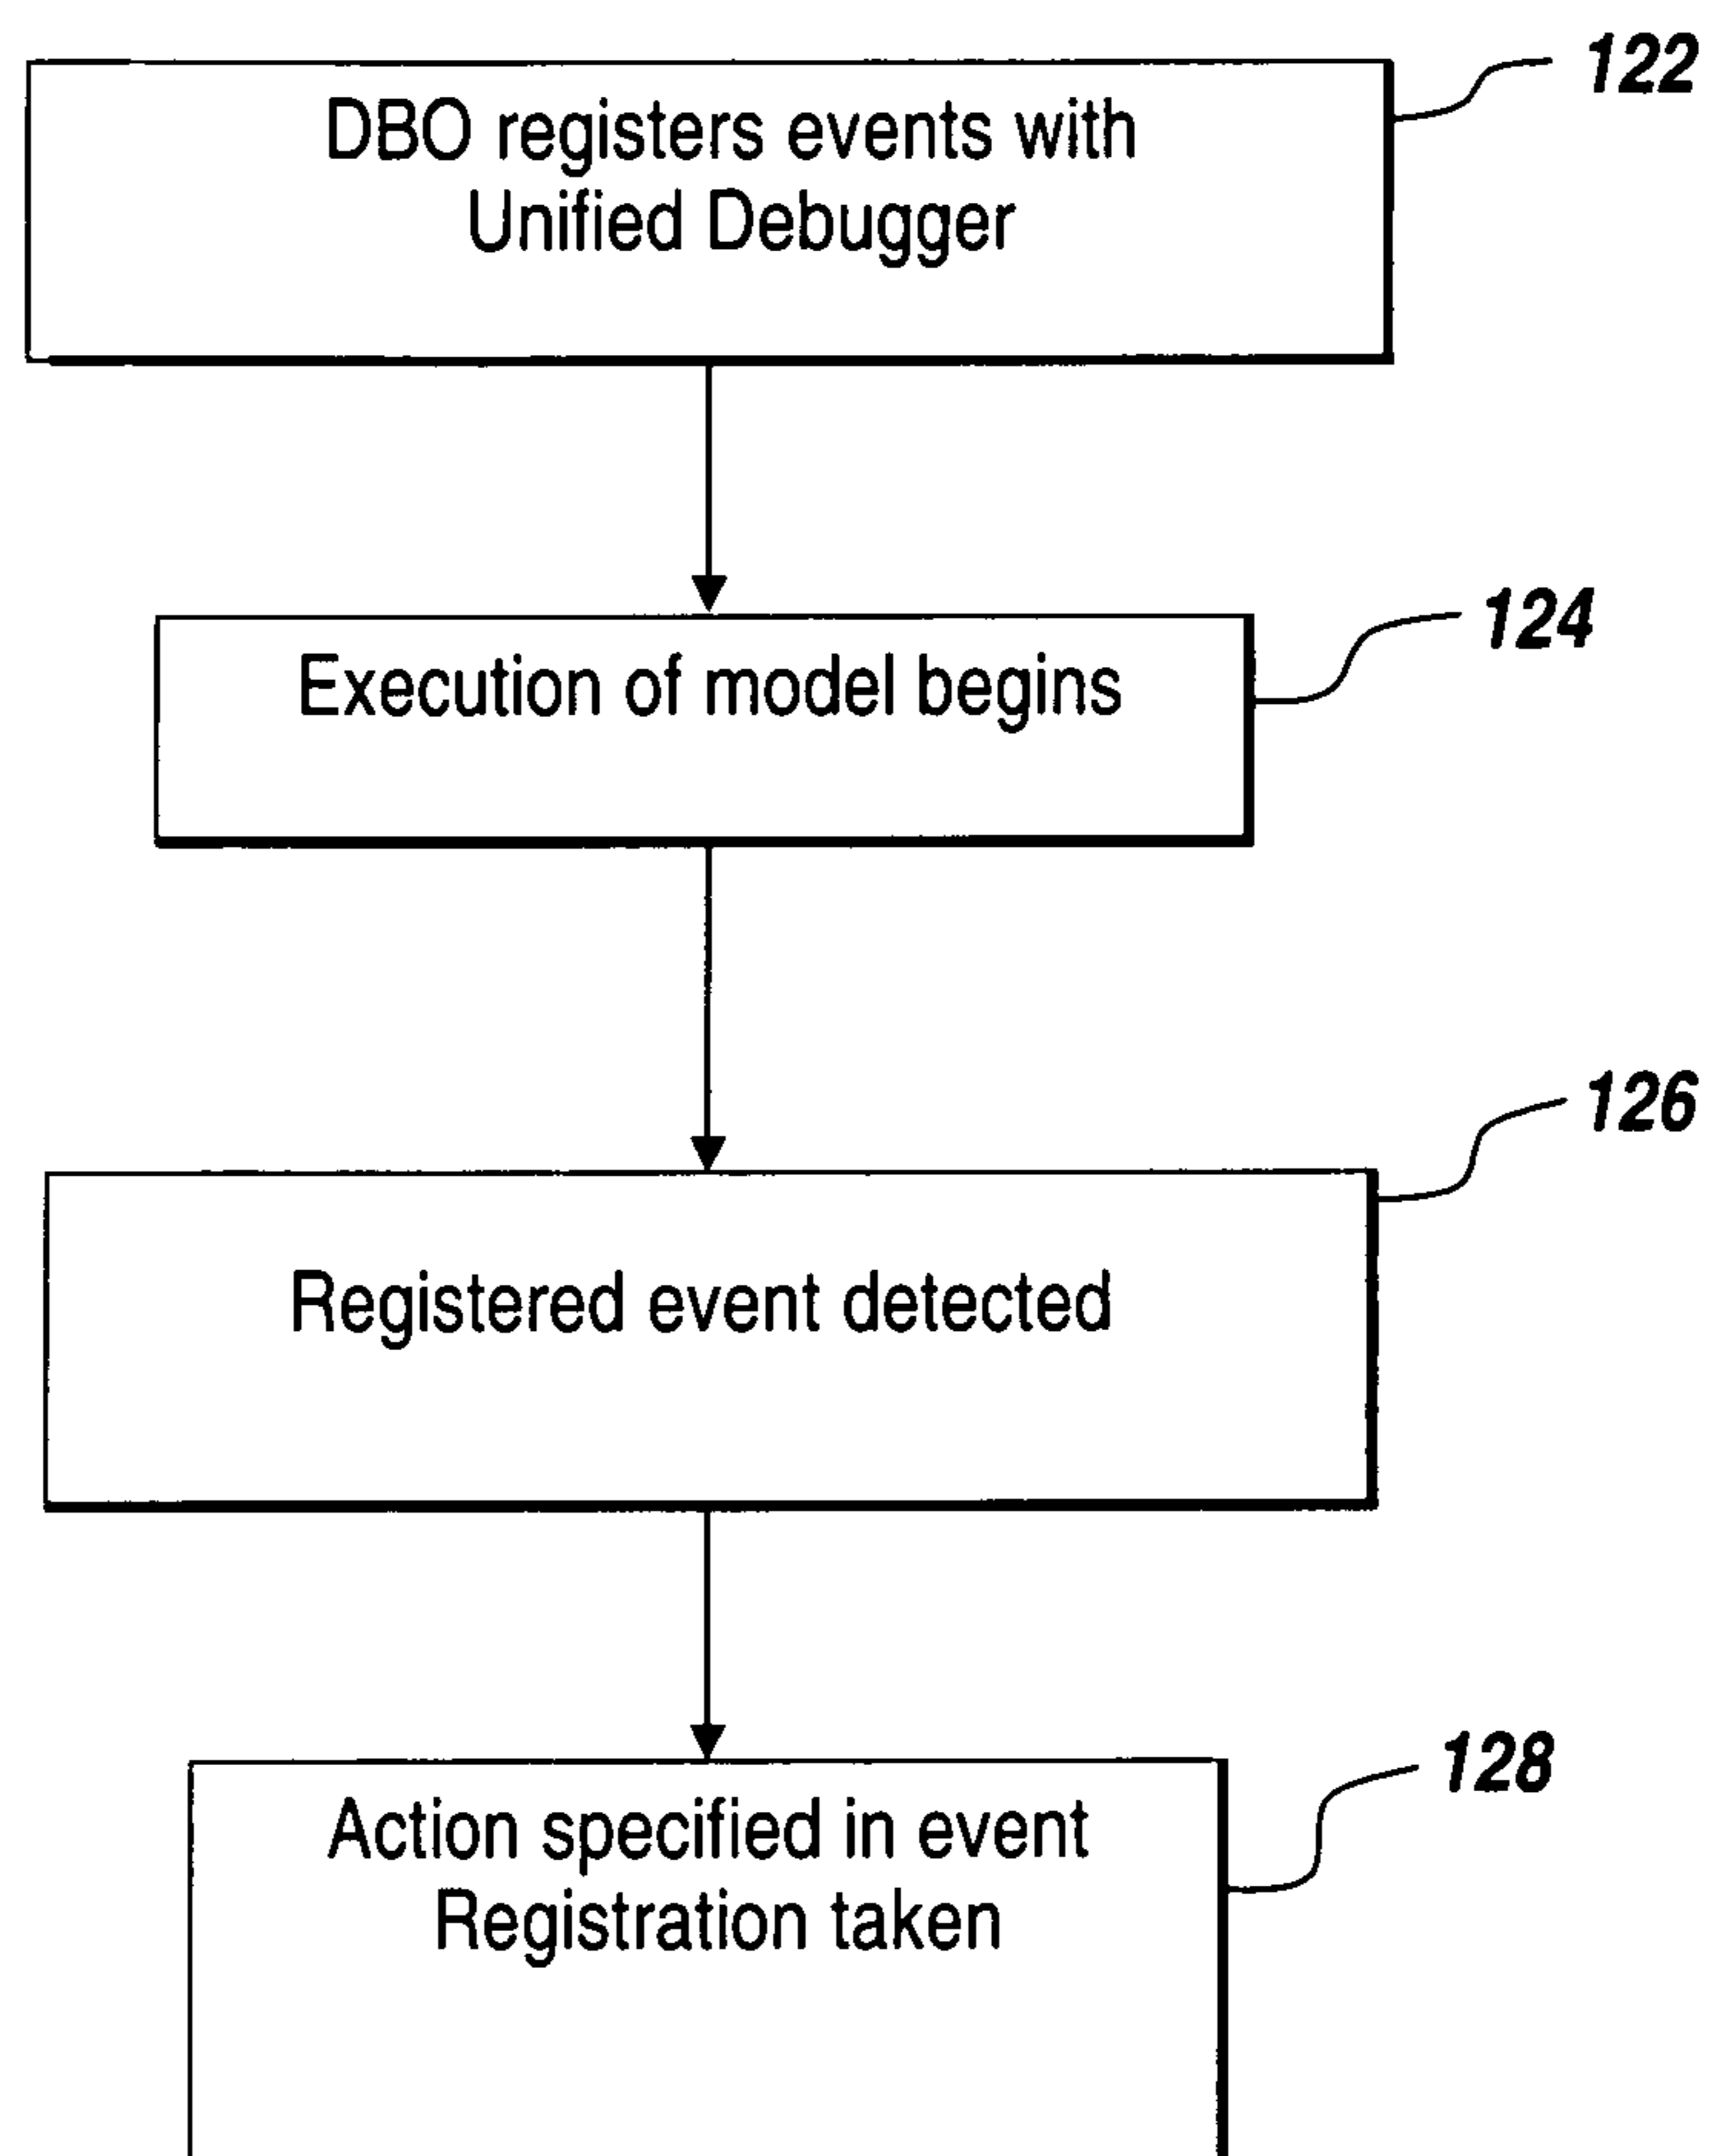 122
DBO registers events with
Unified Debugger
124
Execution of model begins
126
Registered event detected
128
Action specified in event
Registration taken